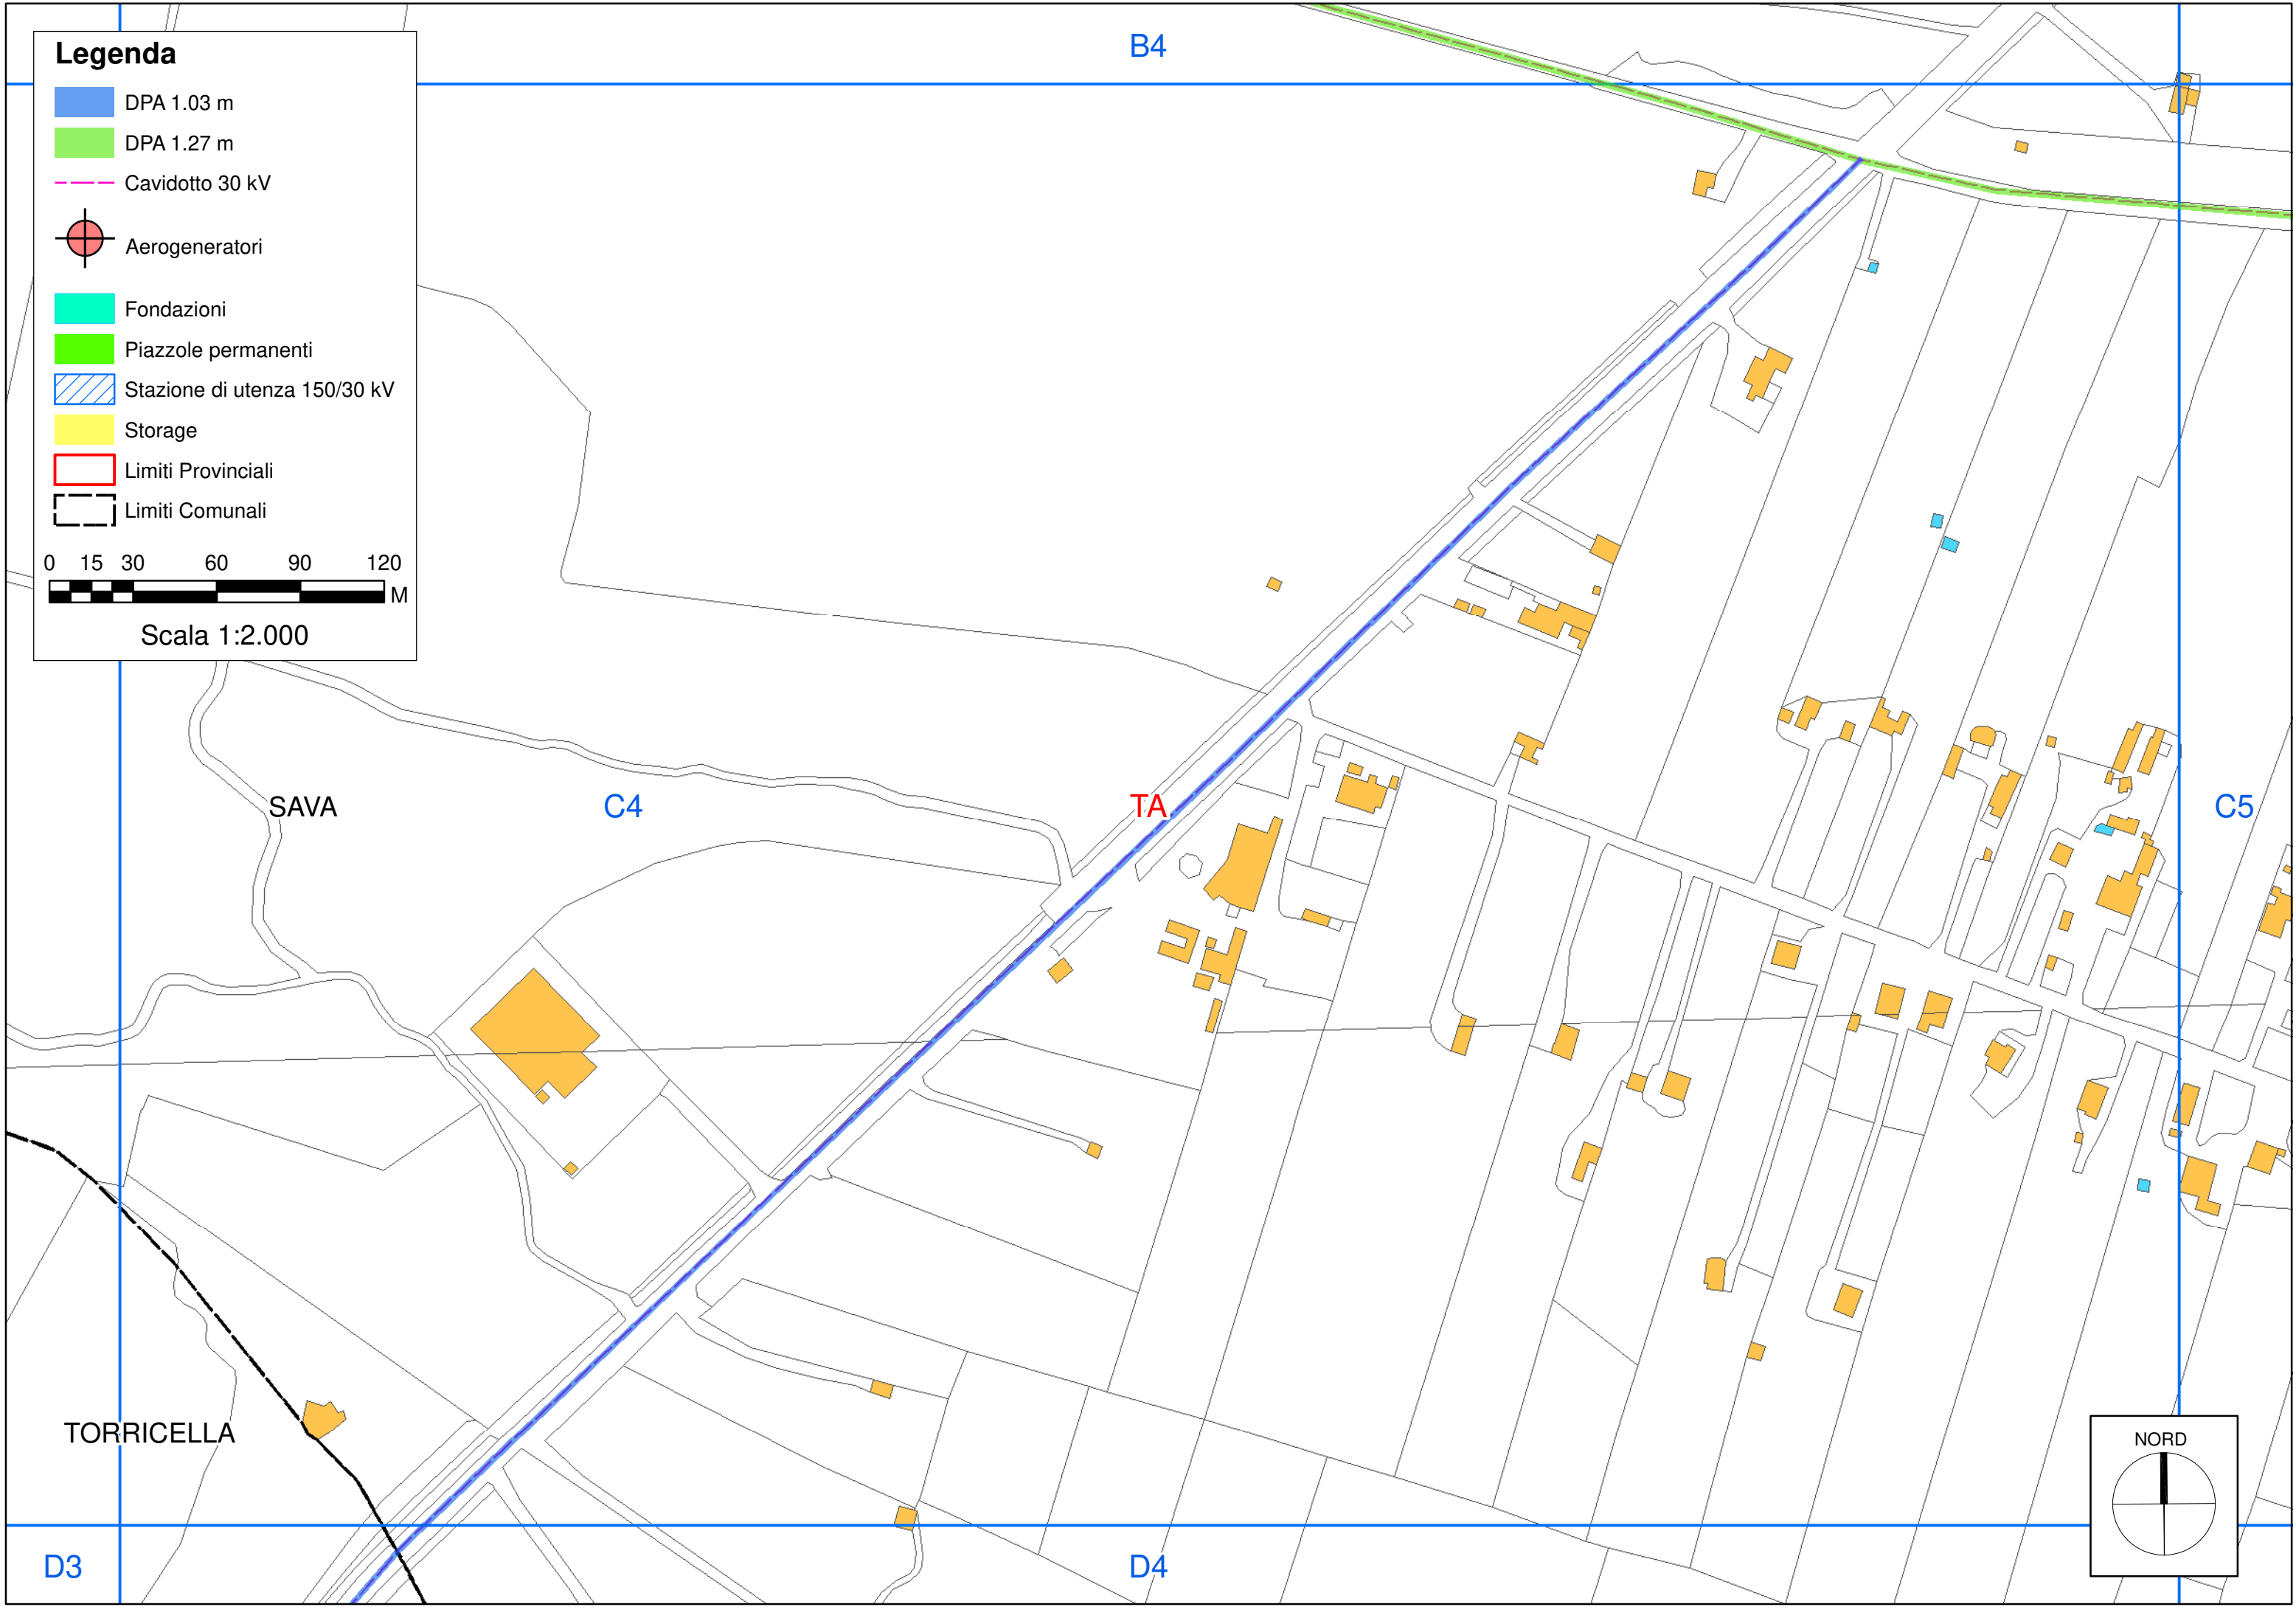 B4
Legenda
DPA 1.03 m
DPA 1.27 m
Cavidotto 30 kV
Aerogeneratori
Fondazioni
Piazzole permanenti
Stazione di utenza 150/30 kV
Storage
Limiti Provinciali
Limiti Comunali
0 15 30 60 90 120
M
Scala 1:2.000
SAVA
C4
TA
C5
TORRICELLA
NORD
D3
D4